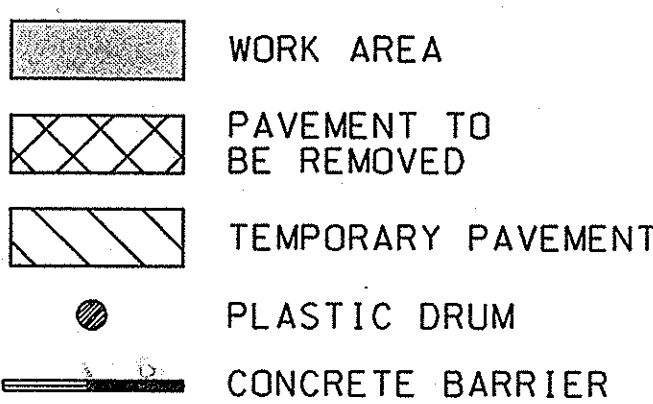 WORK AREA
PAVEMENT TO
BE REMOVED
TEMPORARY PAVEMENT
PLASTIC DRUM
CONCRETE BARRIER